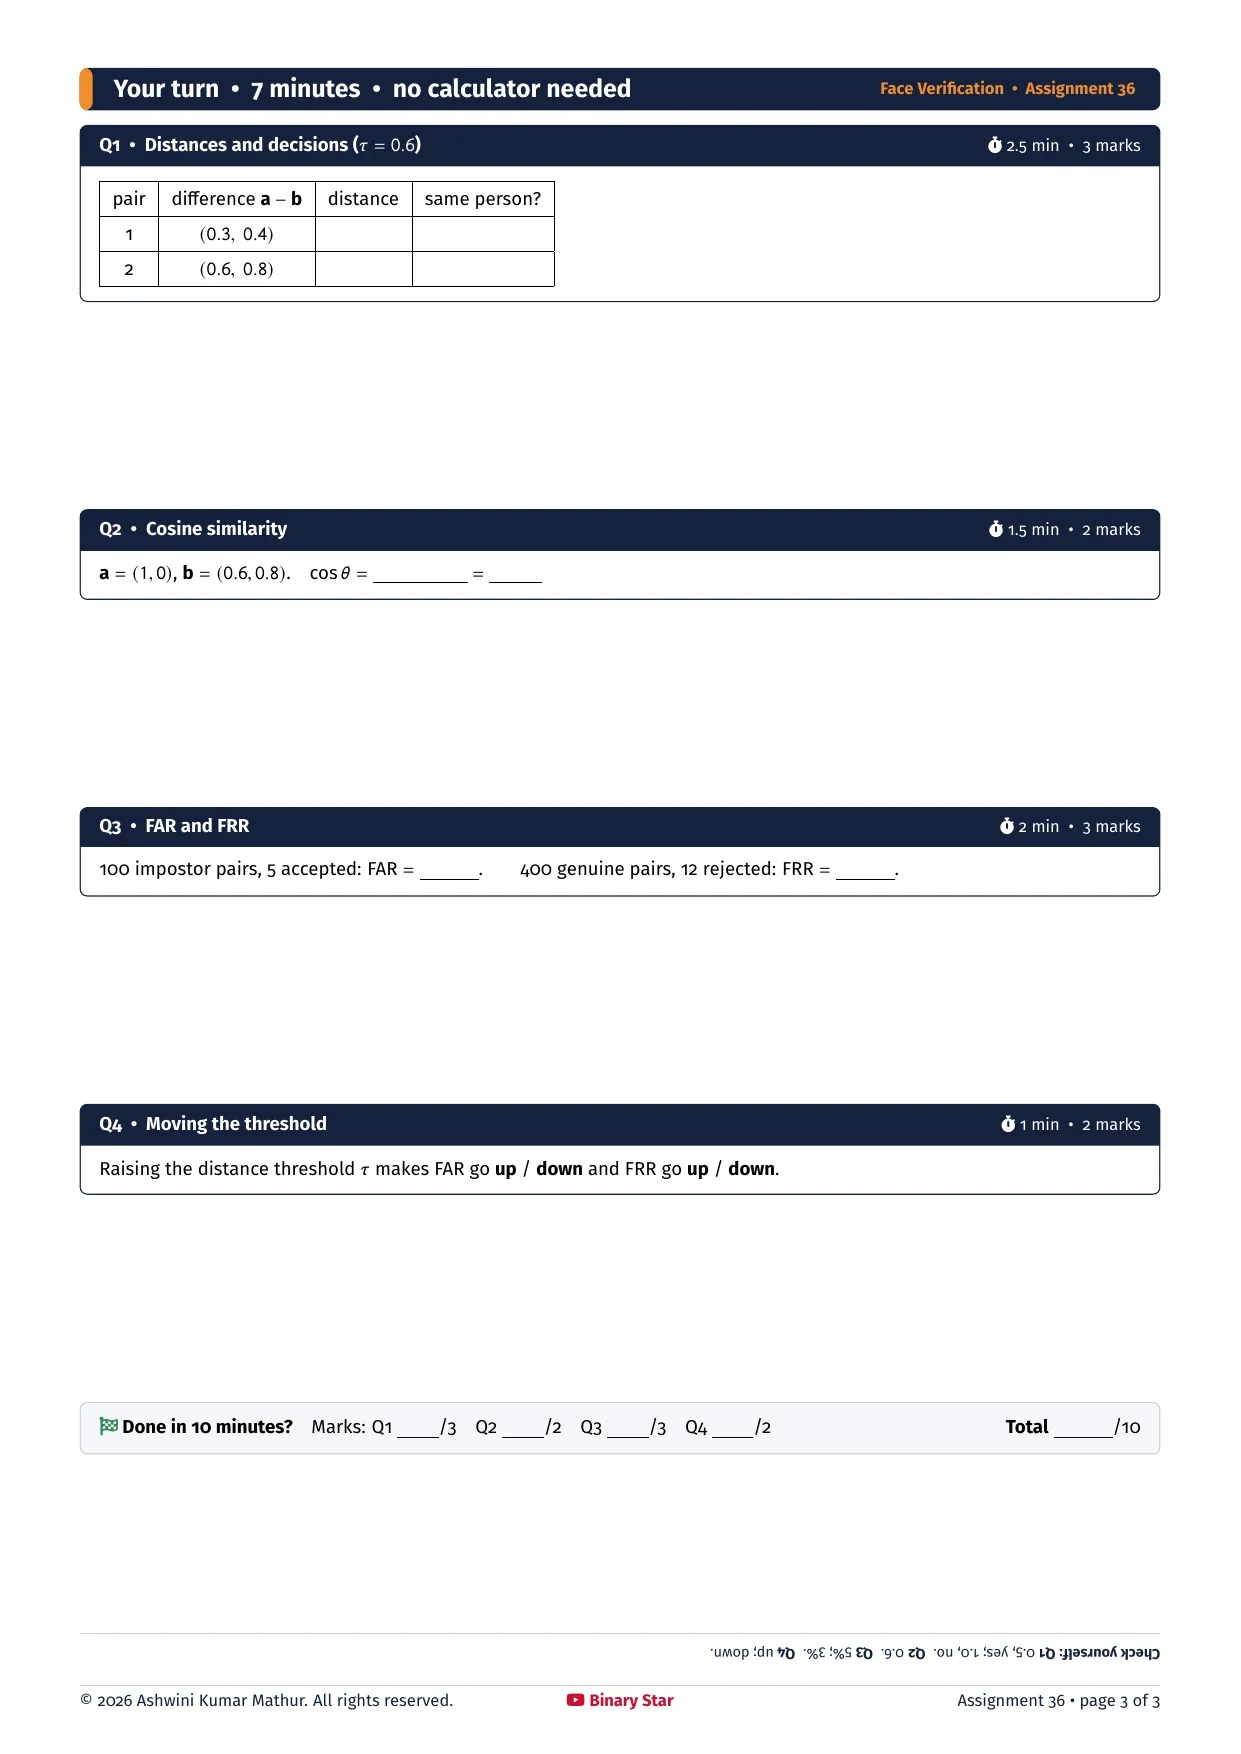 Your turn • 7 minutes • no calculator needed
Face Verification • Assignment 36
Q1 • Distances and decisions (τ = 0.6)
2.5 min • 3 marks
pair difference a − b distance same person?
1 (0.3, 0.4)
2 (0.6, 0.8)
Q2 • Cosine similarity
1.5 min • 2 marks
a = (1, 0), b = (0.6, 0.8). cos θ = ________ = ____
Q3 • FAR and FRR
2 min • 3 marks
100 impostor pairs, 5 accepted: FAR = _____. 400 genuine pairs, 12 rejected: FRR = _____.
Q4 • Moving the threshold
1 min • 2 marks
Raising the distance threshold τ makes FAR go up / down and FRR go up / down.
Done in 10 minutes? Marks: Q1 ____/3 Q2 ____/2 Q3 ____/3 Q4 ____/2 Total _____/10
Check yourself: Q1 0.5, yes; 1.0, no. Q2 0.6. Q3 5%; 3%. Q4 up; down.
© 2026 Ashwini Kumar Mathur. All rights reserved.
Binary Star
Assignment 36 • page 3 of 3